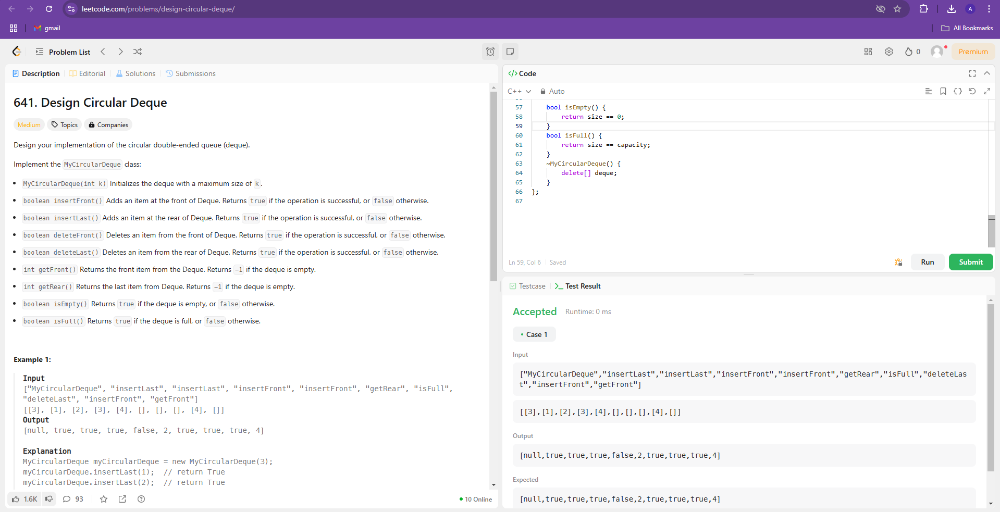 leetcode.com/problems/design-circular-deque/
A
gmail
All Bookmarks
Problem List
0
Premium
Description
Editorial
Solutions
Submissions
641. Design Circular Deque
Medium
Topics
Companies
Design your implementation of the circular double-ended queue (deque).
Implement the MyCircularDeque class:
• MyCircularDeque(int k) Initializes the deque with a maximum size of k.
• boolean insertFront() Adds an item at the front of Deque. Returns true if the operation is successful, or false otherwise.
• boolean insertLast() Adds an item at the rear of Deque. Returns true if the operation is successful, or false otherwise.
• boolean deleteFront() Deletes an item from the front of Deque. Returns true if the operation is successful, or false otherwise.
• boolean deleteLast() Deletes an item from the rear of Deque. Returns true if the operation is successful, or false otherwise.
• int getFront() Returns the front item from the Deque. Returns -1 if the deque is empty.
• int getRear() Returns the last item from Deque. Returns -1 if the deque is empty.
• boolean isEmpty() Returns true if the deque is empty, or false otherwise.
• boolean isFull() Returns true if the deque is full, or false otherwise.
Example 1:
Input
["MyCircularDeque", "insertLast", "insertLast", "insertFront", "insertFront", "getRear", "isFull",
"deleteLast", "insertFront", "getFront"]
[[3], [1], [2], [3], [4], [], [], [], [4], []]
Output
[null, true, true, true, false, 2, true, true, true, 4]
Explanation
MyCircularDeque myCircularDeque = new MyCircularDeque(3);
myCircularDeque.insertLast(1);  // return True
myCircularDeque.insertLast(2);  // return True
1.6K
93
10 Online
</> Code
C++
Auto
57 bool isEmpty() {
58 return size == 0;
59 }
60 bool isFull() {
61 return size == capacity;
62 }
63 ~MyCircularDeque() {
64 delete[] deque;
65 }
66 };
67
Ln 59, Col 6
Saved
Run
Submit
Testcase
Test Result
Accepted
Runtime: 0 ms
• Case 1
Input
["MyCircularDeque","insertLast","insertLast","insertFront","insertFront","getRear","isFull","deleteLas
t","insertFront","getFront"]
[[3],[1],[2],[3],[4],[],[],[],[4],[]]
Output
[null,true,true,true,false,2,true,true,true,4]
Expected
[null,true,true,true,false,2,true,true,true,4]